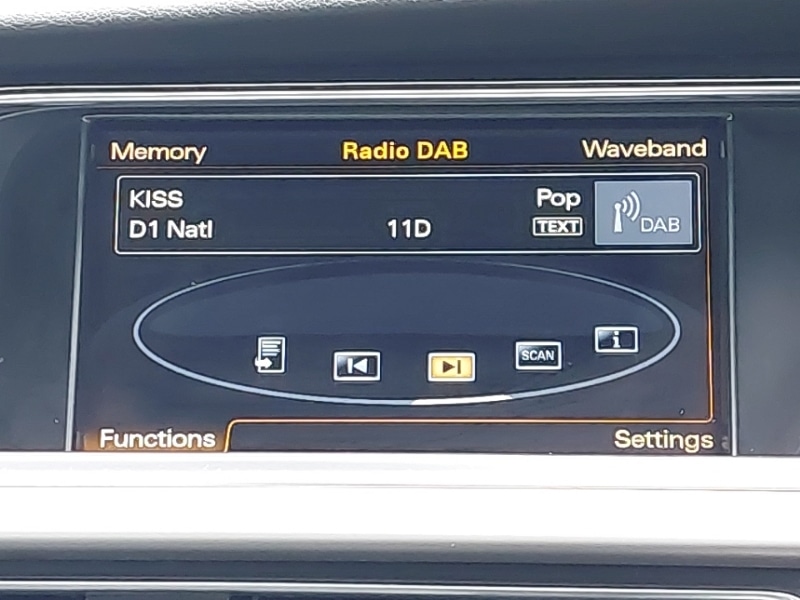 Memory Radio DAB Waveband
KISS Pop
D1 Natl 11D TEXT DAB
SCAN i
Functions Settings